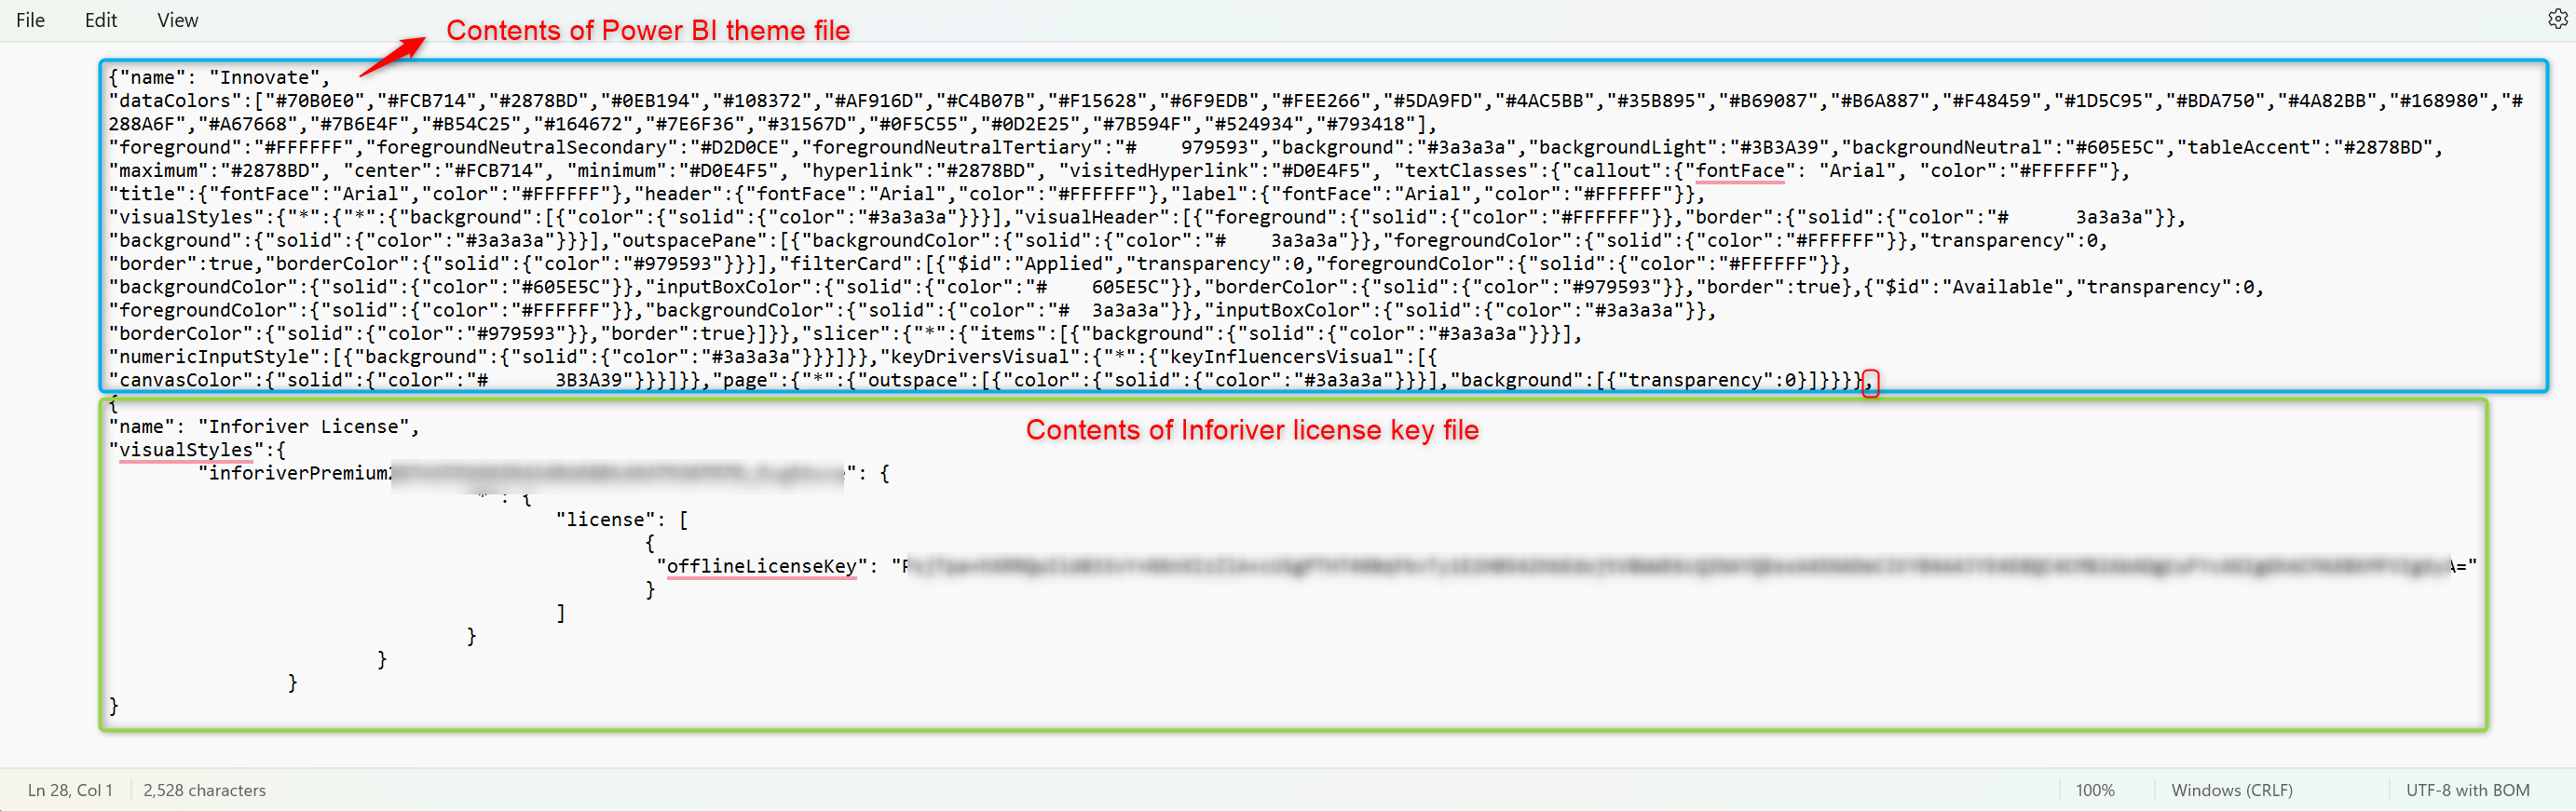 File Edit View
Contents of Power BI theme file
{"name": "Innovate",
"dataColors":["#70B0E0","#FCB714","#2878BD","#0EB194","#108372","#AF916D","#C4B07B","#F15628","#6F9EDB","#FEE266","#5DA9FD","#4AC5BB","#35B895","#B69087","#B6A887","#F48459","#1D5C95","#BDA750","#4A82BB","#168980","#
288A6F","#A67668","#7B6E4F","#B54C25","#164672","#7E6F36","#31567D","#0F5C55","#0D2E25","#7B594F","#524934","#793418"],
"foreground":"#FFFFFF","foregroundNeutralSecondary":"#D2D0CE","foregroundNeutralTertiary":"#    979593","background":"#3a3a3a","backgroundLight":"#3B3A39","backgroundNeutral":"#605E5C","tableAccent":"#2878BD",
"maximum":"#2878BD", "center":"#FCB714", "minimum":"#D0E4F5", "hyperlink":"#2878BD", "visitedHyperlink":"#D0E4F5", "textClasses":{"callout":{"fontFace": "Arial", "color":"#FFFFFF"},
"title":{"fontFace":"Arial","color":"#FFFFFF"},"header":{"fontFace":"Arial","color":"#FFFFFF"},"label":{"fontFace":"Arial","color":"#FFFFFF"}},
"visualStyles":{"*":{"*":{"background":[{"color":{"solid":{"color":"#3a3a3a"}}}],"visualHeader":[{"foreground":{"solid":{"color":"#FFFFFF"}},"border":{"solid":{"color":"#      3a3a3a"}},
"background":{"solid":{"color":"#3a3a3a"}}}],"outspacePane":[{"backgroundColor":{"solid":{"color":"#    3a3a3a"}},"foregroundColor":{"solid":{"color":"#FFFFFF"}},"transparency":0,
"border":true,"borderColor":{"solid":{"color":"#979593"}}}],"filterCard":[{"$id":"Applied","transparency":0,"foregroundColor":{"solid":{"color":"#FFFFFF"}},
"backgroundColor":{"solid":{"color":"#605E5C"}},"inputBoxColor":{"solid":{"color":"#    605E5C"}},"borderColor":{"solid":{"color":"#979593"}},"border":true},{"$id":"Available","transparency":0,
"foregroundColor":{"solid":{"color":"#FFFFFF"}},"backgroundColor":{"solid":{"color":"#  3a3a3a"}},"inputBoxColor":{"solid":{"color":"#3a3a3a"}},
"borderColor":{"solid":{"color":"#979593"}},"border":true}]}},"slicer":{"*":{"items":[{"background":{"solid":{"color":"#3a3a3a"}}}],
"numericInputStyle":[{"background":{"solid":{"color":"#3a3a3a"}}}]}},"keyDriversVisual":{"*":{"keyInfluencersVisual":[{
"canvasColor":{"solid":{"color":"#      3B3A39"}}}]}},"page":{"*":{"outspace":[{"color":{"solid":{"color":"#3a3a3a"}}}],"background":[{"transparency":0}]}}}},
{
Contents of Inforiver license key file
"name": "Inforiver License",
"visualStyles":{
"inforiverPremium": {
*": {
"license": [
{
"offlineLicenseKey": "A="
}
]
}
}
}
}
Ln 28, Col 1 2,528 characters 100% Windows (CRLF) UTF-8 with BOM